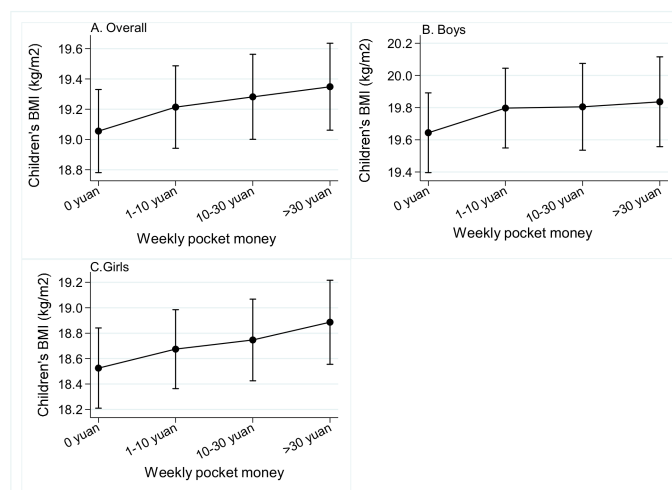 A. Overall
Children's BMI (kg/m2)
19.6
19.4
19.2
19.0
18.8
0 yuan
1-10 yuan
10-30 yuan
>30 yuan
Weekly pocket money
B. Boys
Children's BMI (kg/m2)
20.2
20.0
19.8
19.6
19.4
0 yuan
1-10 yuan
10-30 yuan
>30 yuan
Weekly pocket money
C.Girls
Children's BMI (kg/m2)
19.2
19.0
18.8
18.6
18.4
18.2
0 yuan
1-10 yuan
10-30 yuan
>30 yuan
Weekly pocket money